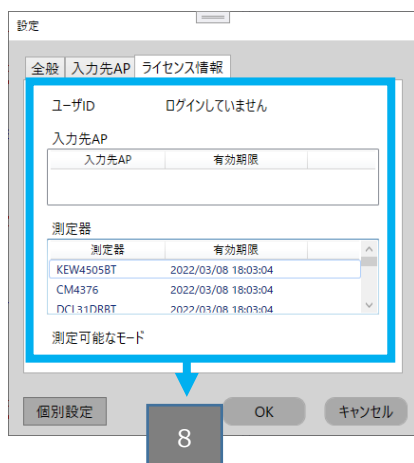 設定
全般 入力先AP ライセンス情報
ユーザID ログインしていません
入力先AP
入力先AP 有効期限
測定器
測定器 有効期限
KEW4505BT 2022/03/08 18:03:04
CM4376 2022/03/08 18:03:04
DCL31DRBT 2022/03/08 18:03:04
測定可能なモード
個別設定 OK キャンセル
8